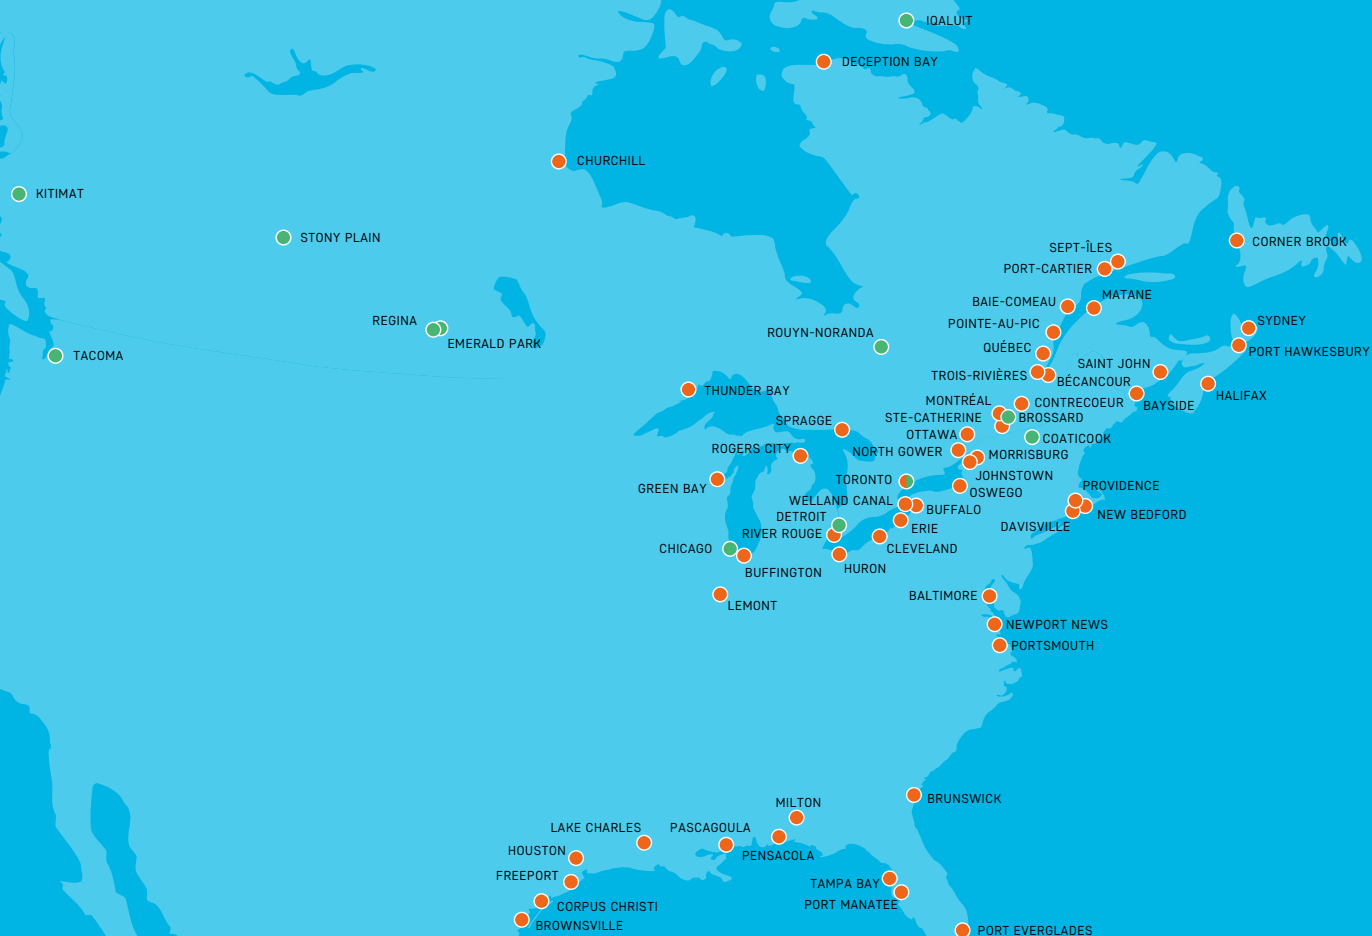 IQALUIT
DECEPTION BAY
CHURCHILL
KITIMAT
STONY PLAIN
CORNER BROOK
SEPT-ÎLES
PORT-CARTIER
MATANE
BAIE-COMEAU
REGINA
SYDNEY
POINTE-AU-PIC
ROUYN-NORANDA
EMERALD PARK
QUÉBEC
PORT HAWKESBURY
TACOMA
SAINT JOHN
TROIS-RIVIÈRES
BÉCANCOUR
THUNDER BAY
HALIFAX
MONTRÉAL
CONTRECOEUR
BAYSIDE
STE-CATHERINE
BROSSARD
SPRAGGE
OTTAWA
COATICOOK
ROGERS CITY
NORTH GOWER
MORRISBURG
JOHNSTOWN
TORONTO
PROVIDENCE
GREEN BAY
OSWEGO
WELLAND CANAL
BUFFALO
NEW BEDFORD
DETROIT
DAVISVILLE
ERIE
RIVER ROUGE
CHICAGO
CLEVELAND
HURON
BUFFINGTON
BALTIMORE
LEMONT
NEWPORT NEWS
PORTSMOUTH
BRUNSWICK
MILTON
LAKE CHARLES
PASCAGOULA
HOUSTON
PENSACOLA
FREEPORT
TAMPA BAY
PORT MANATEE
CORPUS CHRISTI
BROWNSVILLE
PORT EVERGLADES